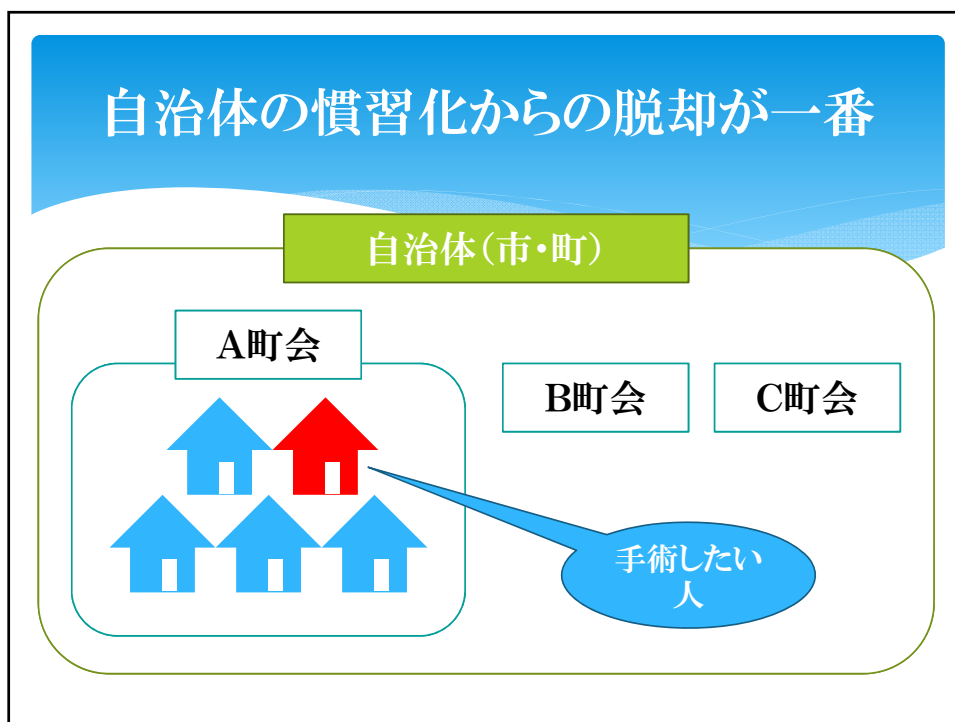 自治体の慣習化からの脱却が一番
自治体（市・町）
A町会
B町会
C町会
手術したい
人